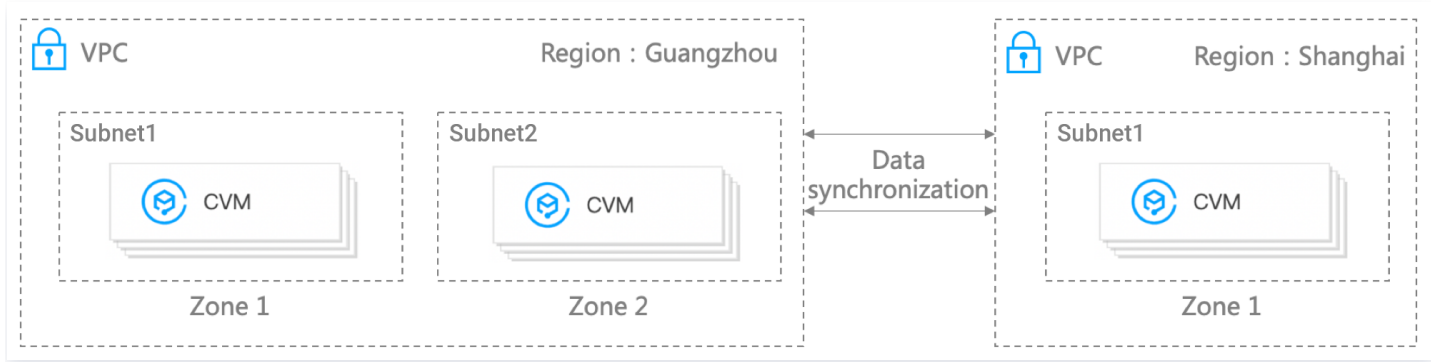 VPC
Region : Guangzhou
Subnet1
CVM
Zone 1
Subnet2
CVM
Zone 2
Data
synchronization
VPC
Region : Shanghai
Subnet1
CVM
Zone 1